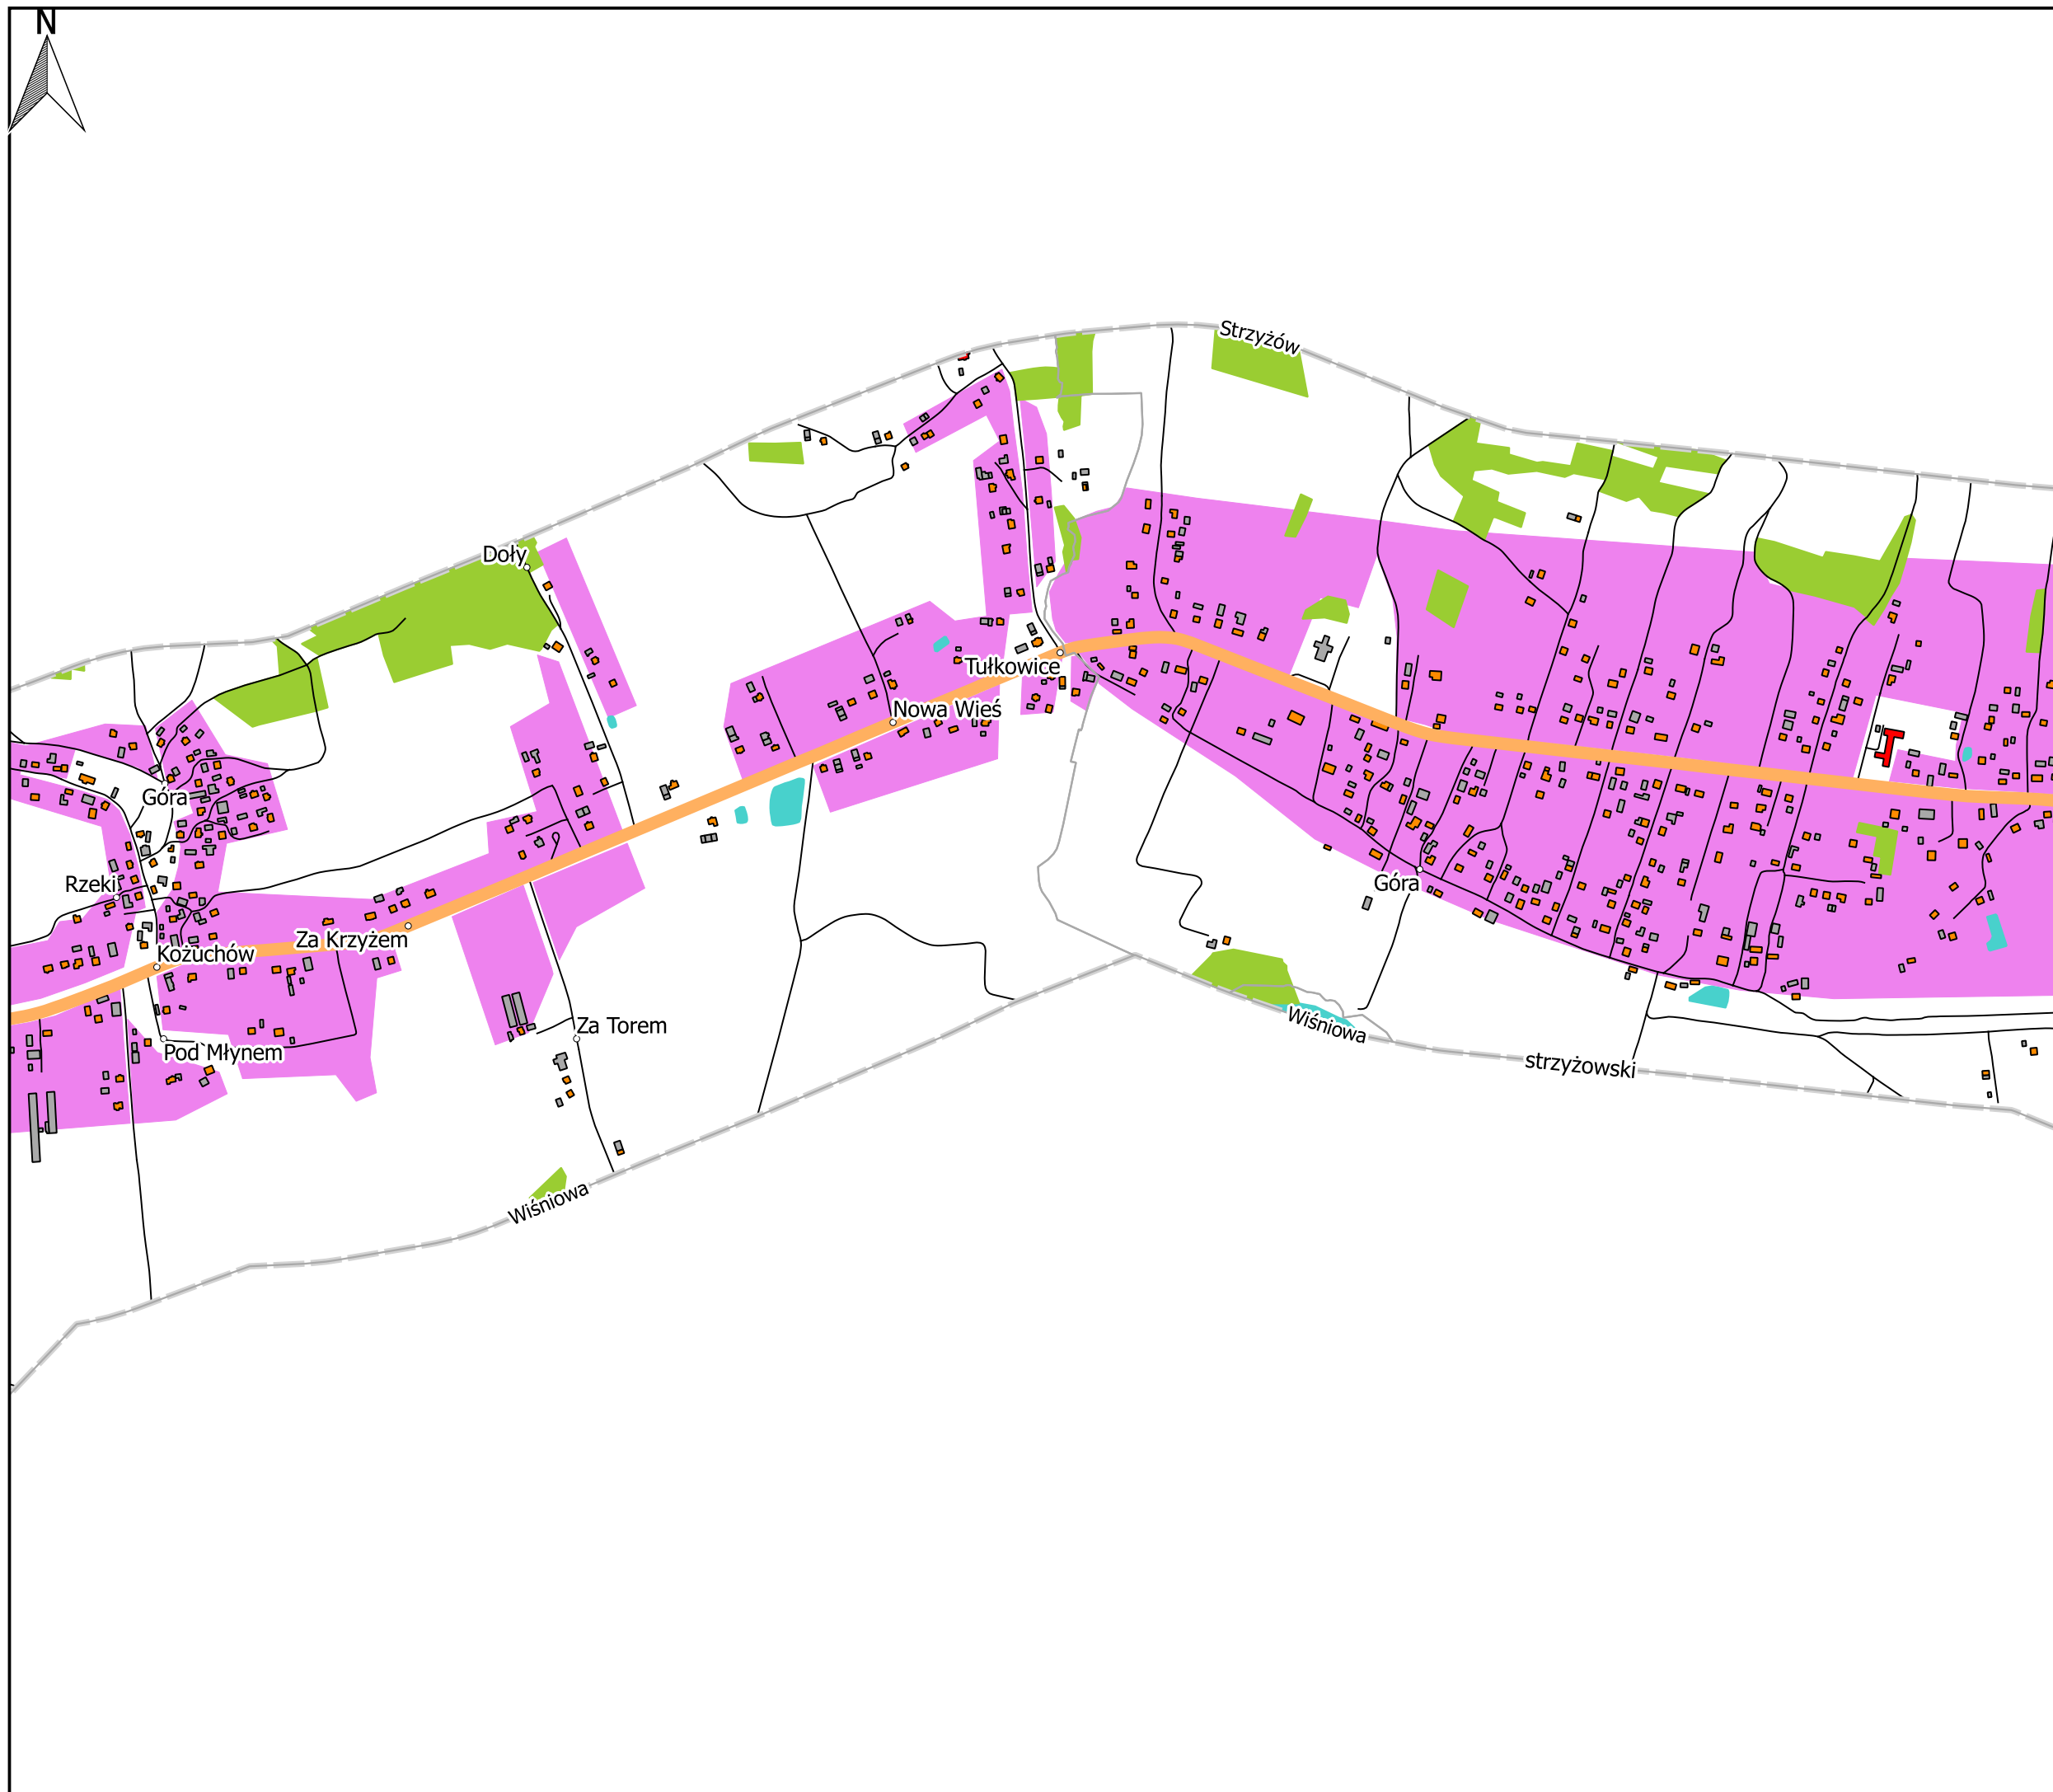 N
Strzyżów
Doły
Tułkowice
Nowa Wieś
Góra
Góra
Rzeki
Za Krzyżem
Kożuchów
Za Torem
Wiśniowa
Pod Młynem
strzyżowski
Wiśniowa